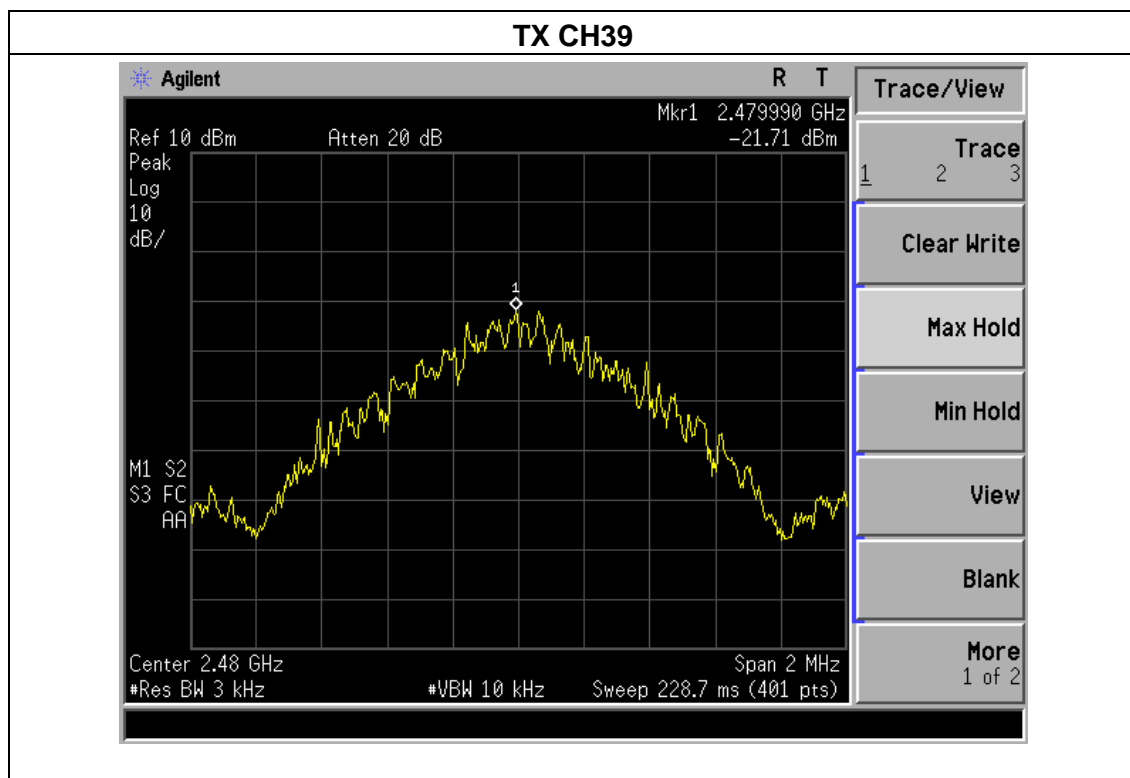 TX CH39
Agilent
R T
Mkr1 2.479990 GHz
Ref 10 dBm Atten 20 dB -21.71 dBm
Peak
Log
10
dB/
1
M1 S2
S3 FC
AA
Center 2.48 GHz Span 2 MHz
#Res BW 3 kHz #VBW 10 kHz Sweep 228.7 ms (401 pts)
Trace/View
Trace
1 2 3
Clear Write
Max Hold
Min Hold
View
Blank
More
1 of 2